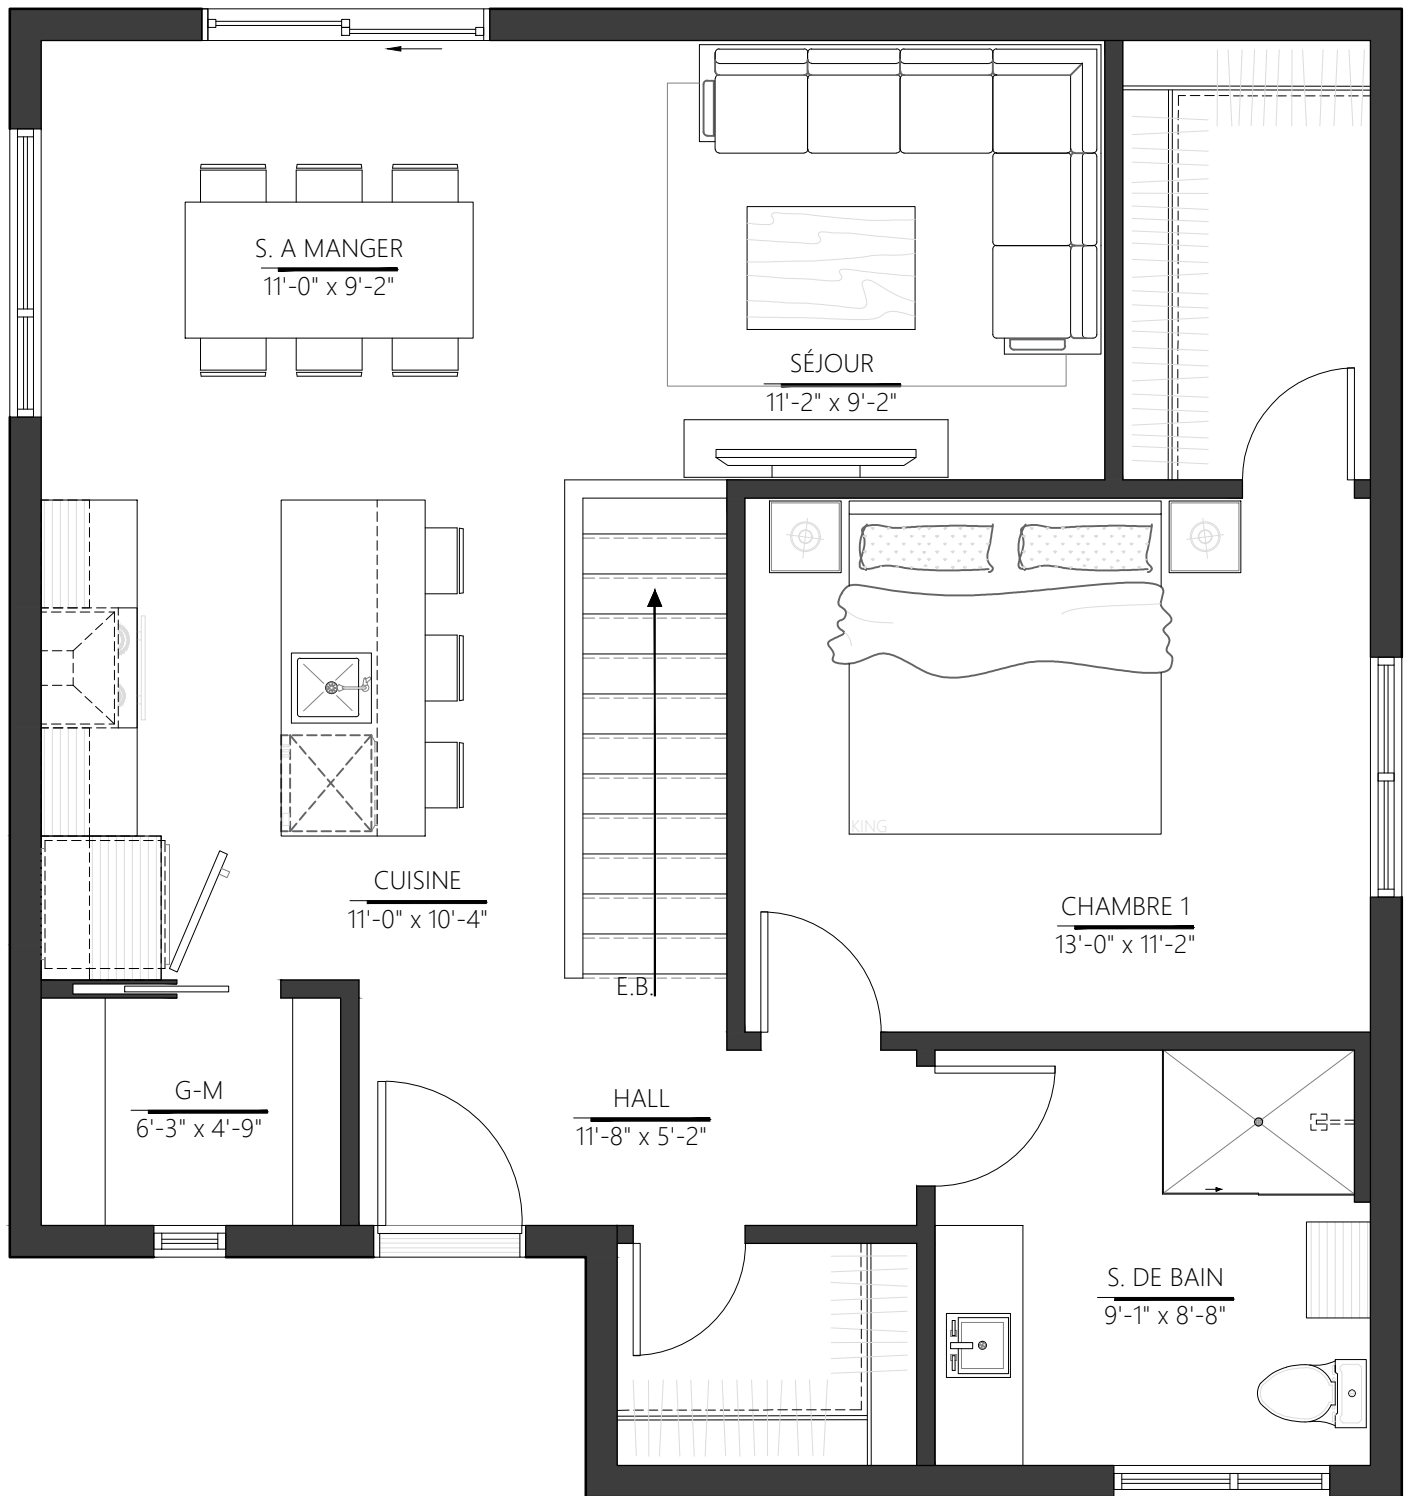 S. A MANGER
11'-0" x 9'-2"
SÉJOUR
11'-2" x 9'-2"
KING
CUISINE
11'-0" x 10'-4"
CHAMBRE 1
13'-0" x 11'-2"
E.B.
G-M
6'-3" x 4'-9"
HALL
11'-8" x 5'-2"
S. DE BAIN
9'-1" x 8'-8"